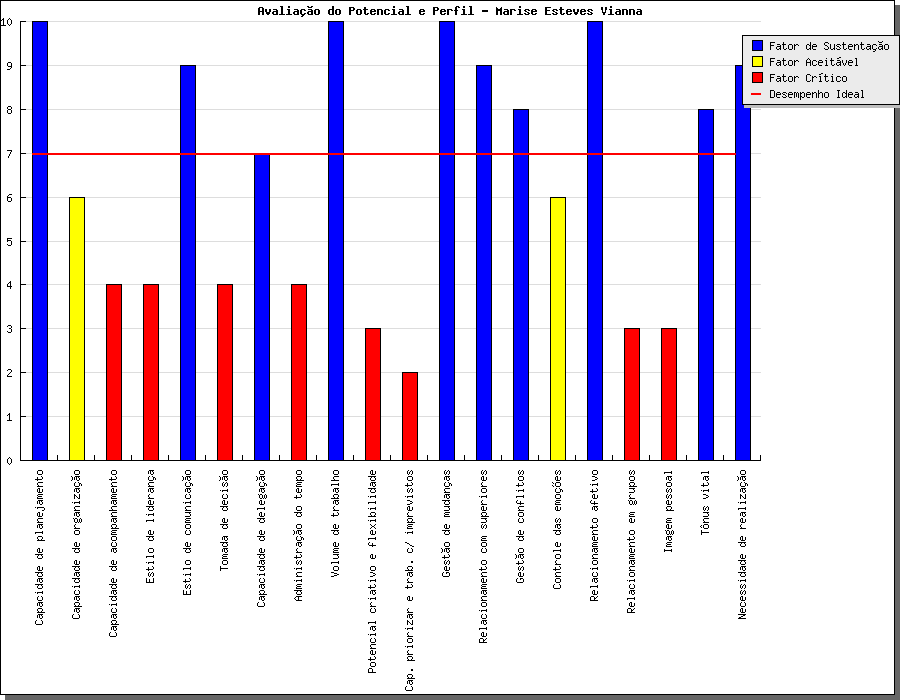 Avaliação do Potencial e Perfil - Marise Esteves Vianna
Fator de Sustentação
Fator Aceitável
Fator Crítico
Desempenho Ideal
10
9
8
7
6
5
4
3
2
1
0
Capacidade de planejamento
Capacidade de organização
Capacidade de acompanhamento
Estilo de liderança
Estilo de comunicação
Tomada de decisão
Capacidade de delegação
Administração do tempo
Volume de trabalho
Potencial criativo e flexibilidade
Cap. priorizar e trab. c/ imprevistos
Gestão de mudanças
Relacionamento com superiores
Gestão de conflitos
Controle das emoções
Relacionamento afetivo
Relacionamento em grupos
Imagem pessoal
Tônus vital
Necessidade de realização